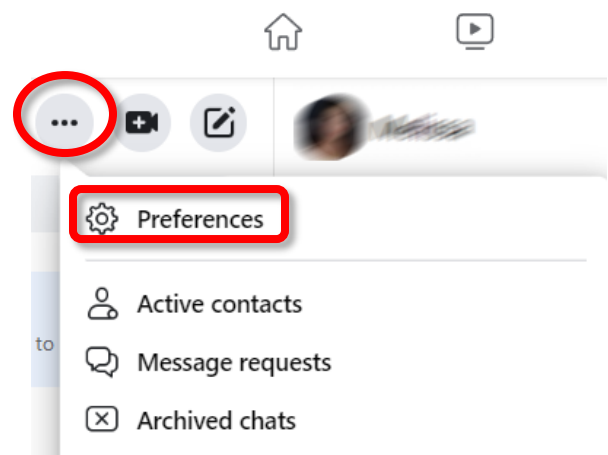 Preferences
Active contacts
to
Message requests
Archived chats